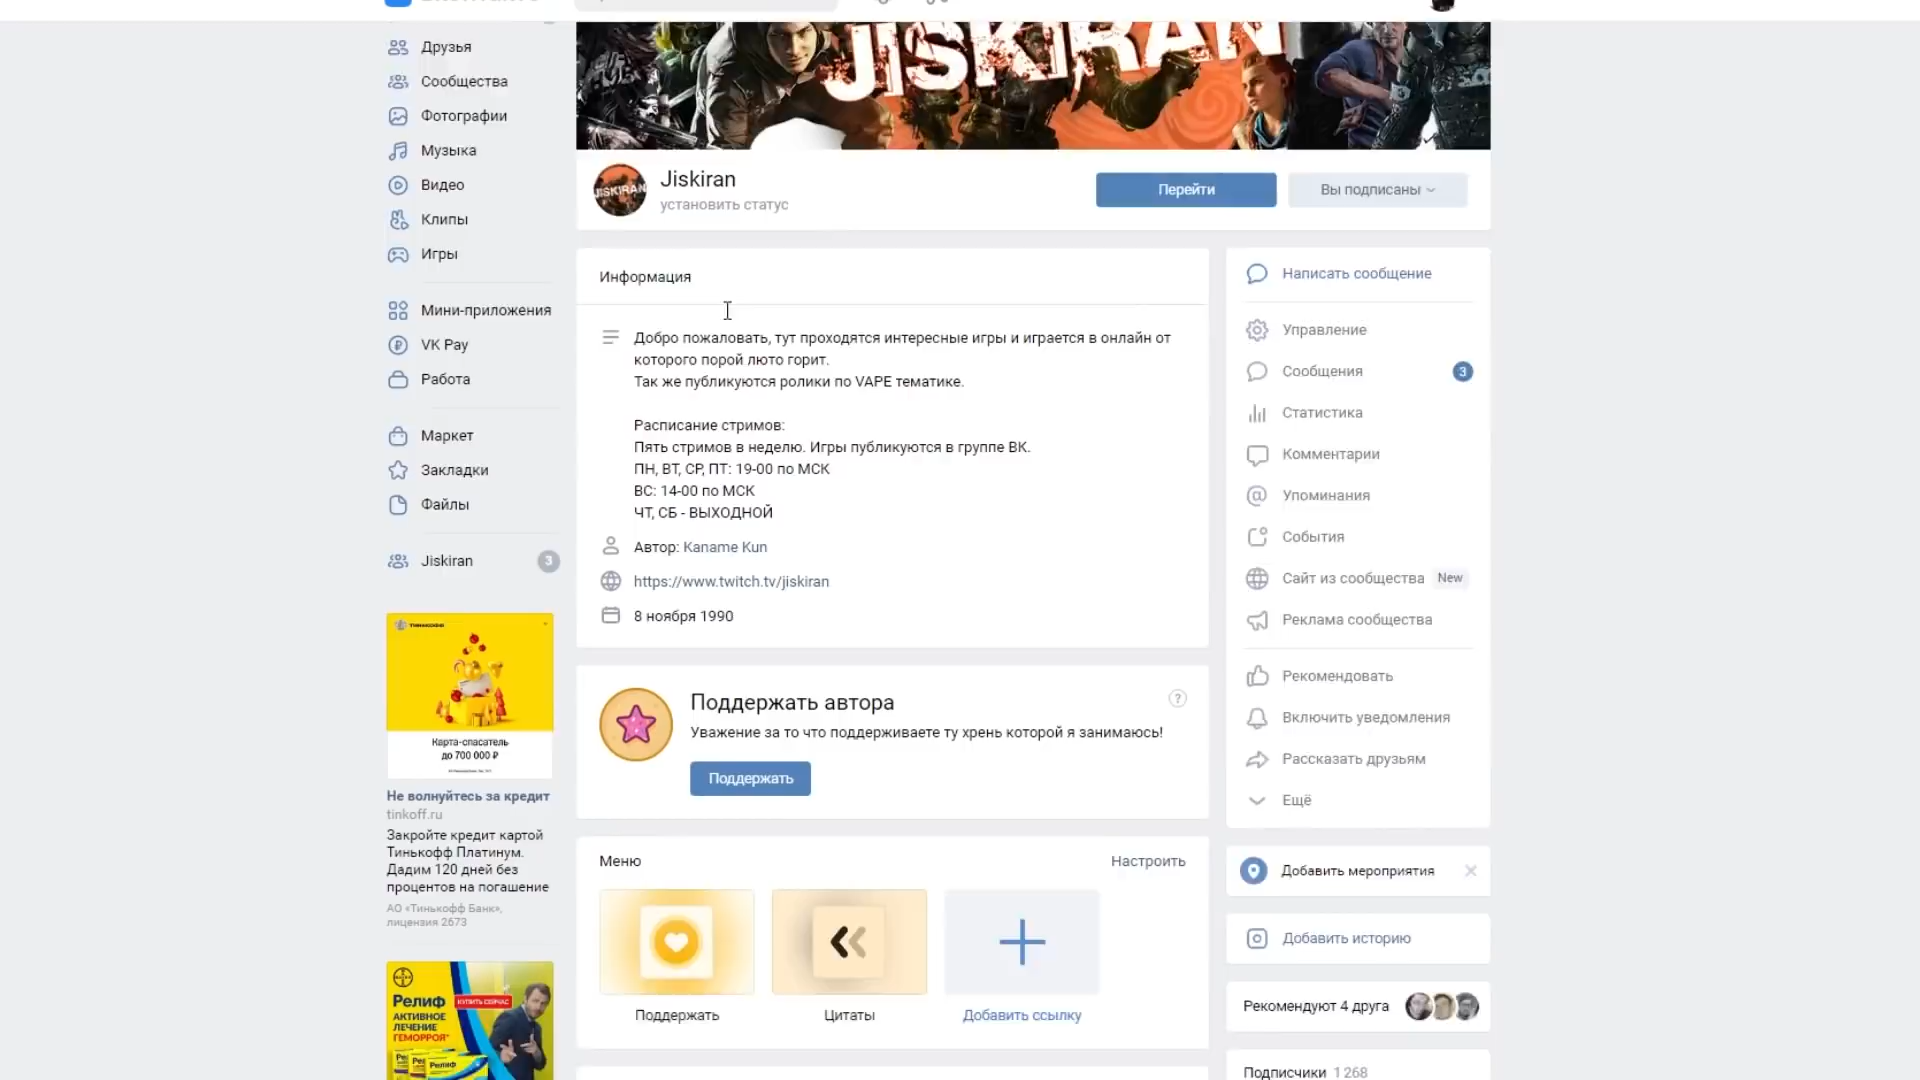 JISKIRAN
Друзья
Сообщества
Фотографии
Музыка
Видео
Клипы
Игры
Мини-приложения
VK Pay
Работа
Маркет
Закладки
Файлы
Jiskiran 3
ТИНЬКОФФ
Карта-спасатель
до 700 000 ₽
Не волнуйтесь за кредит
tinkoff.ru
Закройте кредит картой
Тинькофф Платинум.
Дадим 120 дней без
процентов на погашение
АО «Тинькофф Банк»,
лицензия 2673
Релиф КУПИТЬ СЕЙЧАС
АКТИВНОЕ
ЛЕЧЕНИЕ
ГЕМОРРОЯ*
Релиф
JISKIRAN
Jiskiran
установить статус
Перейти
Вы подписаны
Информация
Добро пожаловать, тут проходятся интересные игры и играется в онлайн от
которого порой люто горит.
Так же публикуются ролики по VAPE тематике.
Расписание стримов:
Пять стримов в неделю. Игры публикуются в группе ВК.
ПН, ВТ, СР, ПТ: 19-00 по МСК
ВС: 14-00 по МСК
ЧТ, СБ - ВЫХОДНОЙ
Автор: Kaname Kun
https://www.twitch.tv/jiskiran
8 ноября 1990
Поддержать автора
?
Уважение за то что поддерживаете ту хрень которой я занимаюсь!
Поддержать
Меню
Настроить
Поддержать
Цитаты
Добавить ссылку
Написать сообщение
Управление
Сообщения 3
Статистика
Комментарии
Упоминания
События
Сайт из сообщества New
Реклама сообщества
Рекомендовать
Включить уведомления
Рассказать друзьям
Ещё
Добавить мероприятия
Добавить историю
Рекомендуют 4 друга
Подписчики 1 268